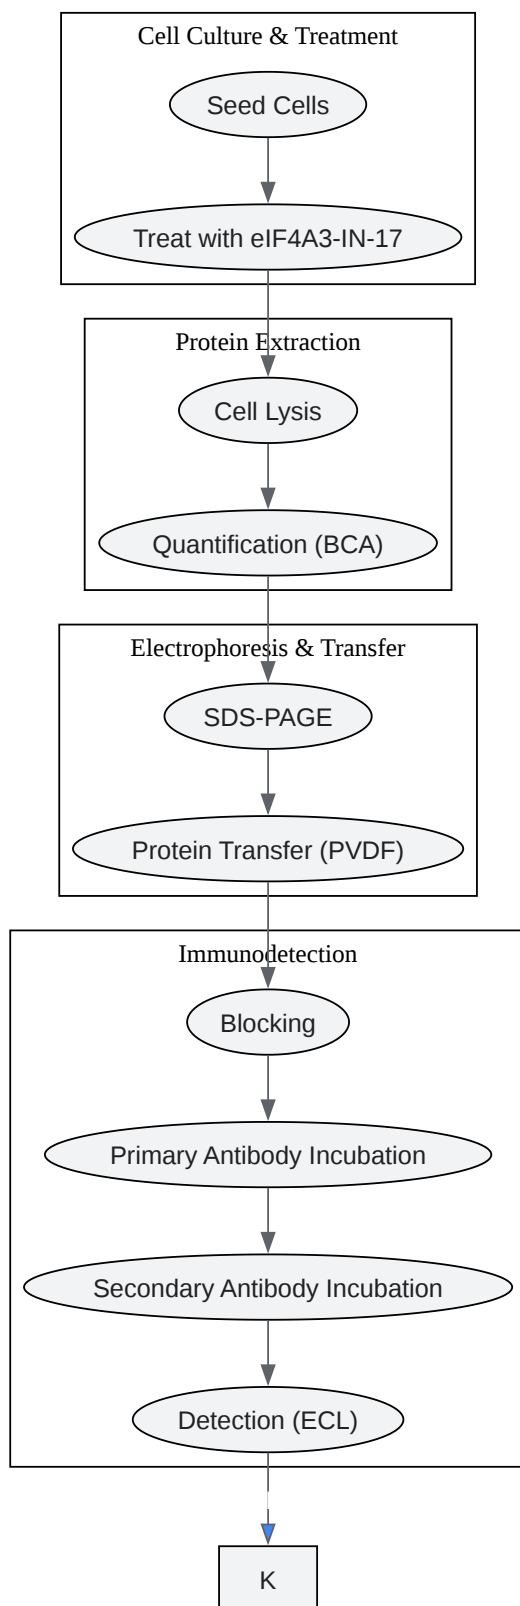 Cell Culture & Treatment
Seed Cells
Treat with eIF4A3-IN-17
Protein Extraction
Cell Lysis
Quantification (BCA)
Electrophoresis & Transfer
SDS-PAGE
Protein Transfer (PVDF)
Immunodetection
Blocking
Primary Antibody Incubation
Secondary Antibody Incubation
Detection (ECL)
K